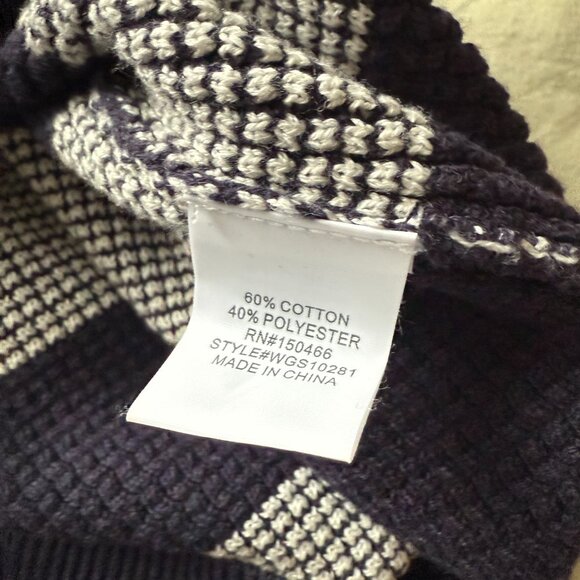 60% COTTON
40% POLYESTER
RN#150466
STYLE#WGS10281
MADE IN CHINA